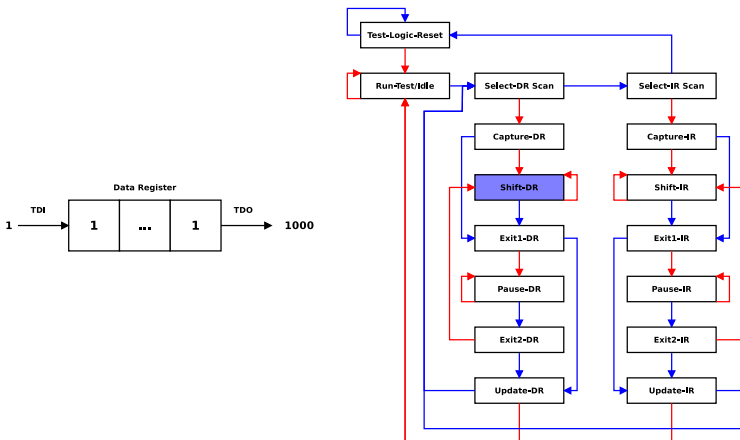 Test-Logic-Reset
Run-Test/Idle
Select-DR Scan
Select-IR Scan
Capture-DR
Capture-IR
Data Register
Shift-DR
Shift-IR
1
TDI
1
...
1
TDO
1000
Exit1-DR
Exit1-IR
Pause-DR
Pause-IR
Exit2-DR
Exit2-IR
Update-DR
Update-IR